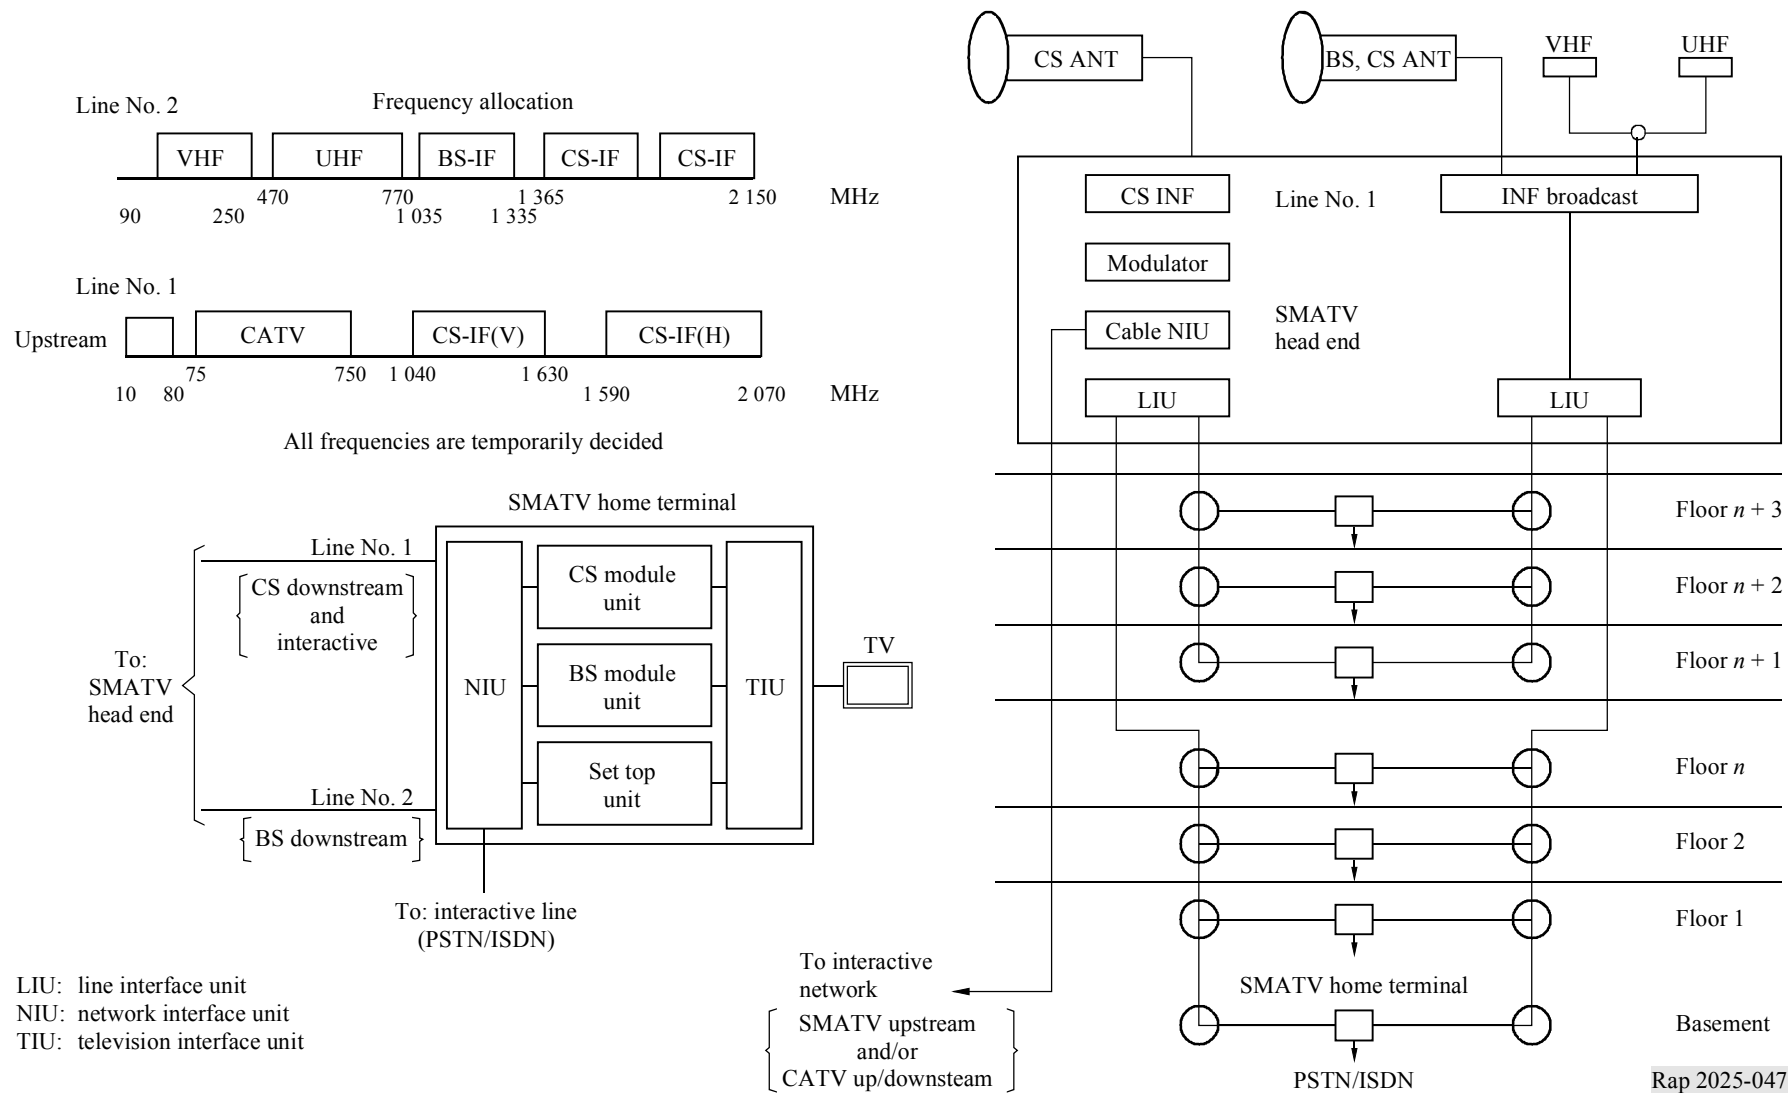 Line No. 2
Frequency allocation
VHF
UHF
BS-IF
CS-IF
CS-IF
470
770
1 365
2 150
MHz
90
250
1 035
1 335
Line No. 1
Upstream
CATV
CS-IF(V)
CS-IF(H)
75
750
1 040
1 630
10
80
1 590
2 070
MHz
All frequencies are temporarily decided
SMATV home terminal
Line No. 1
CS downstream
and
interactive
To:
SMATV
head end
Line No. 2
BS downstream
NIU
CS module
unit
BS module
unit
Set top
unit
TIU
TV
To: interactive line
(PSTN/ISDN)
LIU: line interface unit
NIU: network interface unit
TIU: television interface unit
CS ANT
BS, CS ANT
VHF
UHF
CS INF
Line No. 1
INF broadcast
Modulator
Cable NIU
SMATV
head end
LIU
LIU
Floor n + 3
Floor n + 2
Floor n + 1
Floor n
Floor 2
Floor 1
To interactive
network
SMATV upstream
and/or
CATV up/downsteam
SMATV home terminal
Basement
PSTN/ISDN
Rap 2025-047